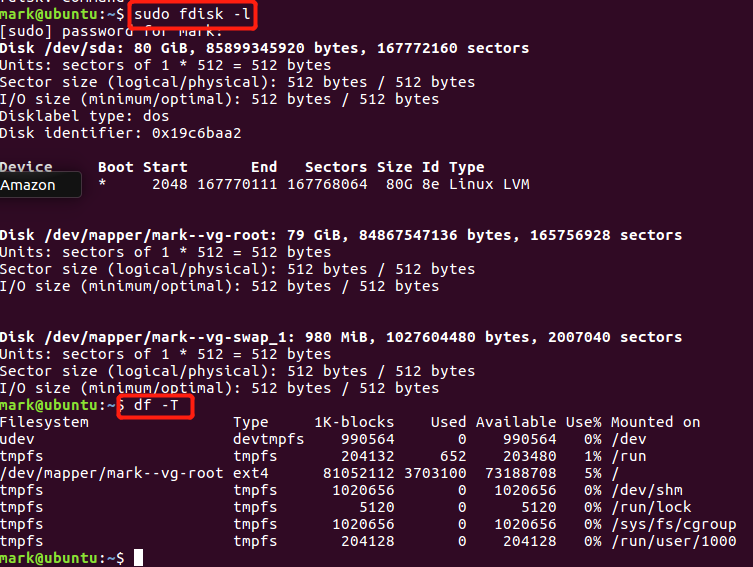 mark@ubuntu:~$ sudo fdisk -l
[sudo] password for mark:
Disk /dev/sda: 80 GiB, 85899345920 bytes, 167772160 sectors
Units: sectors of 1 * 512 = 512 bytes
Sector size (logical/physical): 512 bytes / 512 bytes
I/O size (minimum/optimal): 512 bytes / 512 bytes
Disklabel type: dos
Disk identifier: 0x19c6baa2
Device Boot Start End Sectors Size Id Type
Amazon * 2048 167770111 167768064 80G 8e Linux LVM
Disk /dev/mapper/mark--vg-root: 79 GiB, 84867547136 bytes, 165756928 sectors
Units: sectors of 1 * 512 = 512 bytes
Sector size (logical/physical): 512 bytes / 512 bytes
I/O size (minimum/optimal): 512 bytes / 512 bytes
Disk /dev/mapper/mark--vg-swap_1: 980 MiB, 1027604480 bytes, 2007040 sectors
Units: sectors of 1 * 512 = 512 bytes
Sector size (logical/physical): 512 bytes / 512 bytes
I/O size (minimum/optimal): 512 bytes / 512 bytes
mark@ubuntu:~$ df -T
Filesystem Type 1K-blocks Used Available Use% Mounted on
udev devtmpfs 990564 0 990564 0% /dev
tmpfs tmpfs 204132 652 203480 1% /run
/dev/mapper/mark--vg-root ext4 81052112 3703100 73188708 5% /
tmpfs tmpfs 1020656 0 1020656 0% /dev/shm
tmpfs tmpfs 5120 0 5120 0% /run/lock
tmpfs tmpfs 1020656 0 1020656 0% /sys/fs/cgroup
tmpfs tmpfs 204128 0 204128 0% /run/user/1000
mark@ubuntu:~$